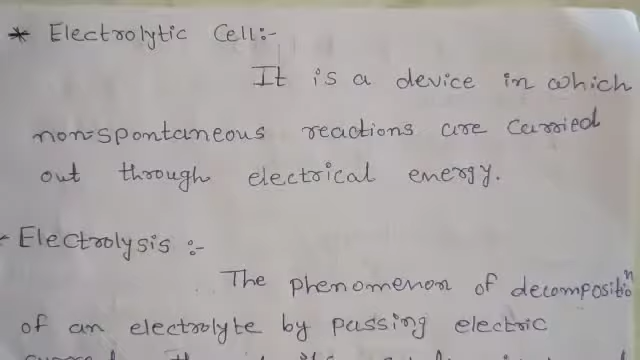 * Electrolytic Cell:-
It is a device in which
non-spontaneous reactions are carried
out through electrical energy.
- Electrolysis :-
The phenomenon of decomposition
of an electrolyte by passing electric